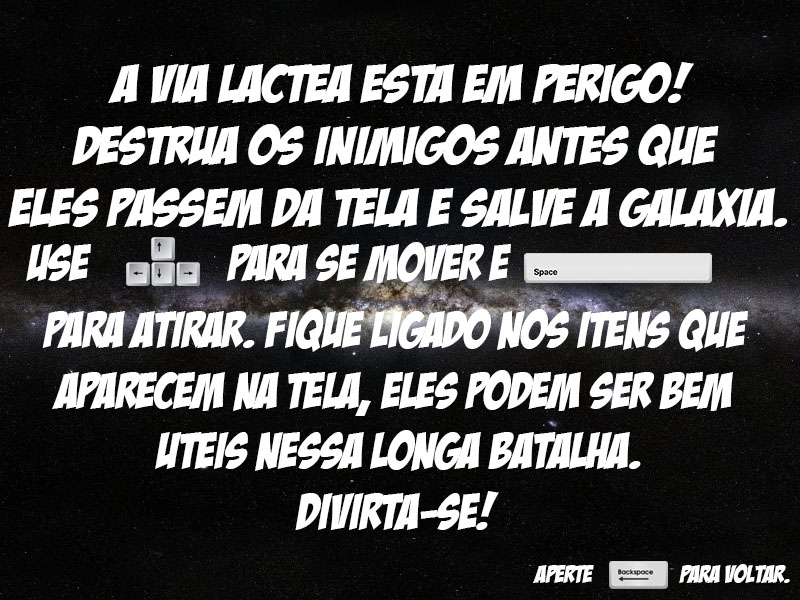 A VIA LACTEA ESTA EM PERIGO!
DESTRUA OS INIMIGOS ANTES QUE
ELES PASSEM DA TELA E SALVE A GALAXIA.
USE ↑ ← ↓ → PARA SE MOVER E Space
PARA ATIRAR. FIQUE LIGADO NOS ITENS QUE
APARECEM NA TELA, ELES PODEM SER BEM
UTEIS NESSA LONGA BATALHA.
DIVIRTA-SE!
APERTE Backspace ← PARA VOLTAR.